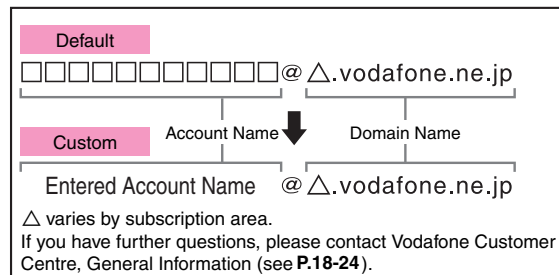 Default
□□□□□□□□□□□@△.vodafone.ne.jp
Account Name Domain Name
Custom
Entered Account Name @△.vodafone.ne.jp
△ varies by subscription area.
If you have further questions, please contact Vodafone Customer
Centre, General Information (see P.18-24).